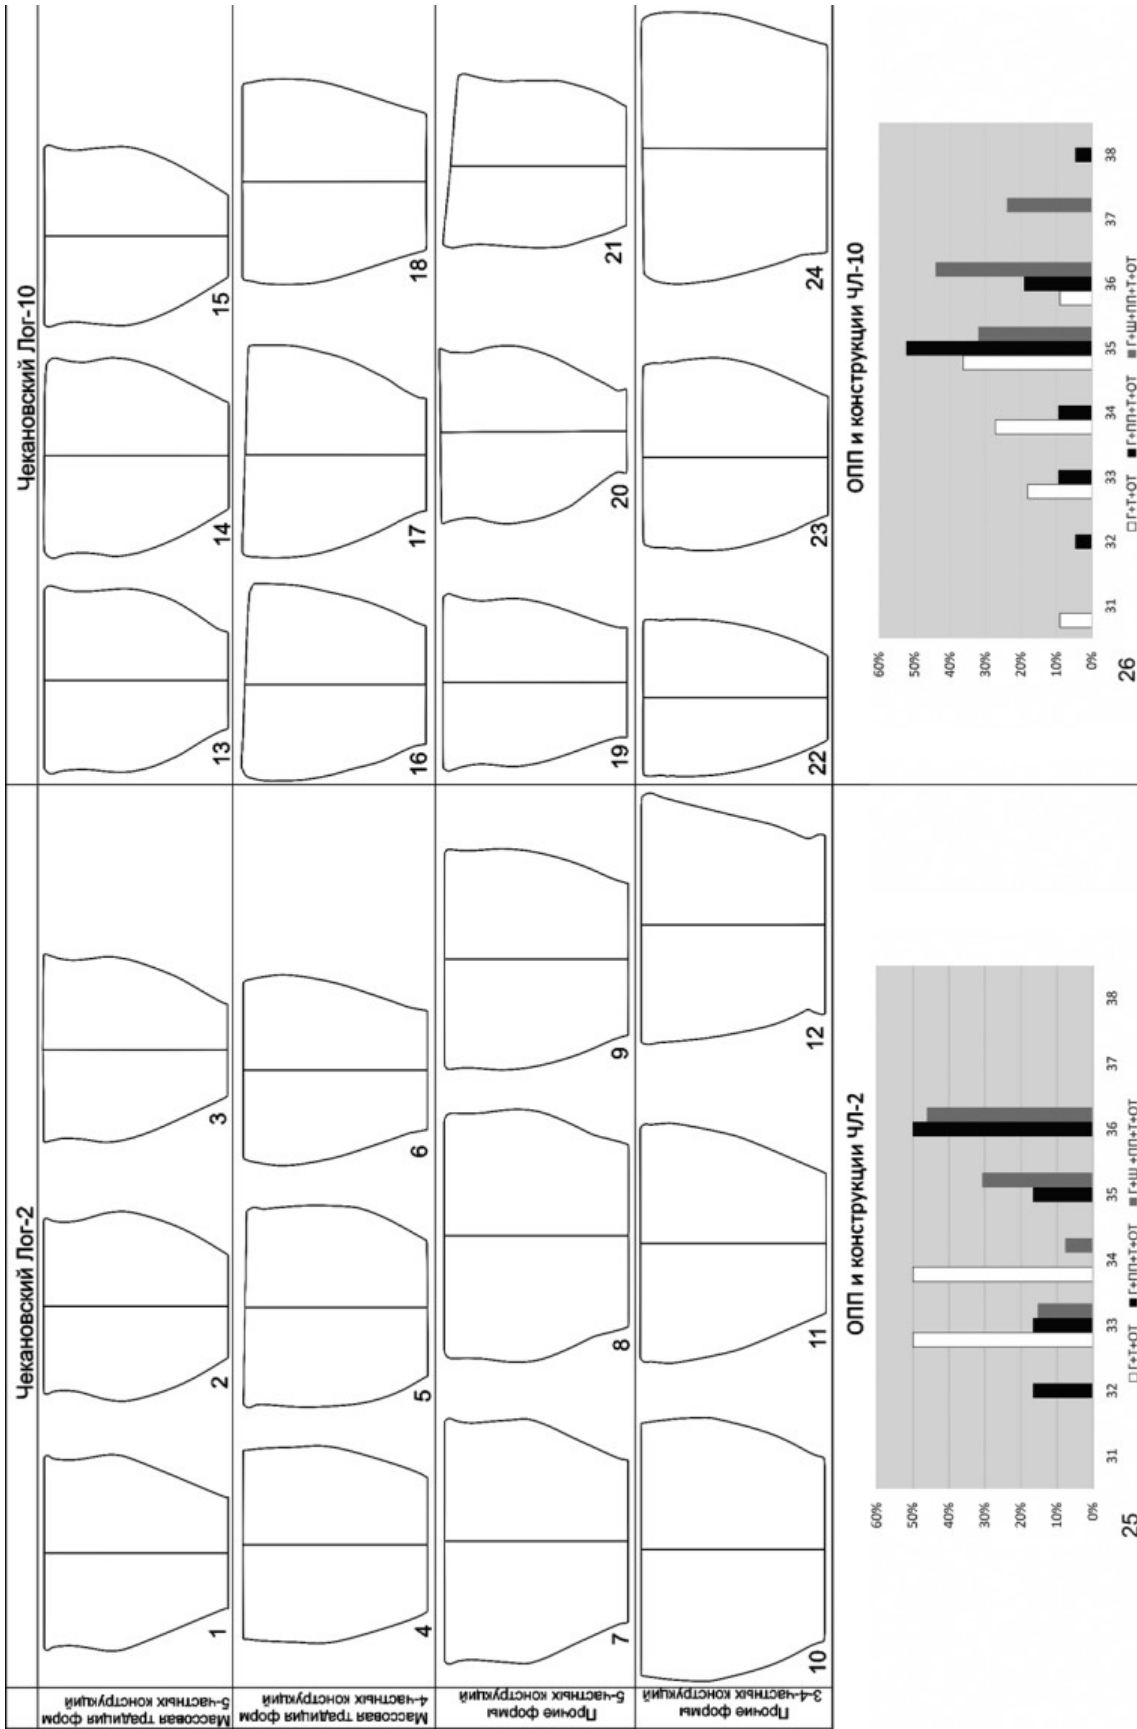 Чекановский Лог-2
Чекановский Лог-10
Массовая традиция форм
5-частных конструкций
1
2
3
13
14
15
Массовая традиция форм
4-частных конструкций
4
5
6
16
17
18
Прочие формы
5-частных конструкций
7
8
9
19
20
21
Прочие формы
3-4-частных конструкций
10
11
12
22
23
24
ОПП и конструкции ЧЛ-2
60%
50%
40%
30%
20%
10%
0%
31 32 33 34 35 36 37 38
Г+Т+ОТ Г+ПП+Т+ОТ Г+Ш+ПП+Т+ОТ
25
ОПП и конструкции ЧЛ-10
60%
50%
40%
30%
20%
10%
0%
31 32 33 34 35 36 37 38
Г+Т+ОТ Г+ПП+Т+ОТ Г+Ш+ПП+Т+ОТ
26